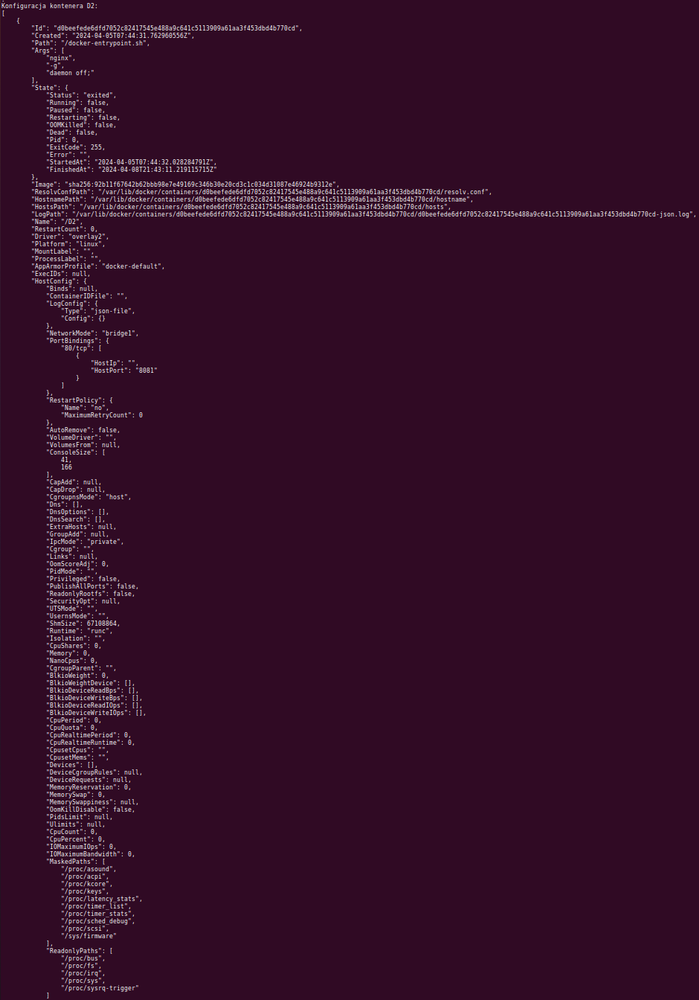 Konfiguracja kontenera D2:
[
    {
        "Id": "d0beefede6dfd7052c82417545e488a9c641c5113909a61aa3f453dbd4b770cd",
        "Created": "2024-04-05T07:44:31.762960556Z",
        "Path": "/docker-entrypoint.sh",
        "Args": [
            "nginx",
            "-g",
            "daemon off;"
        ],
        "State": {
            "Status": "exited",
            "Running": false,
            "Paused": false,
            "Restarting": false,
            "OOMKilled": false,
            "Dead": false,
            "Pid": 0,
            "ExitCode": 255,
            "Error": "",
            "StartedAt": "2024-04-05T07:44:32.028284791Z",
            "FinishedAt": "2024-04-08T21:43:11.219115715Z"
        },
        "Image": "sha256:92b11f67642b62bbb98e7e49169c346b30e20cd3c1c034d31087e46924b9312e",
        "ResolvConfPath": "/var/lib/docker/containers/d0beefede6dfd7052c82417545e488a9c641c5113909a61aa3f453dbd4b770cd/resolv.conf",
        "HostnamePath": "/var/lib/docker/containers/d0beefede6dfd7052c82417545e488a9c641c5113909a61aa3f453dbd4b770cd/hostname",
        "HostsPath": "/var/lib/docker/containers/d0beefede6dfd7052c82417545e488a9c641c5113909a61aa3f453dbd4b770cd/hosts",
        "LogPath": "/var/lib/docker/containers/d0beefede6dfd7052c82417545e488a9c641c5113909a61aa3f453dbd4b770cd/d0beefede6dfd7052c82417545e488a9c641c5113909a61aa3f453dbd4b770cd-json.log",
        "Name": "/D2",
        "RestartCount": 0,
        "Driver": "overlay2",
        "Platform": "linux",
        "MountLabel": "",
        "ProcessLabel": "",
        "AppArmorProfile": "docker-default",
        "ExecIDs": null,
        "HostConfig": {
            "Binds": null,
            "ContainerIDFile": "",
            "LogConfig": {
                "Type": "json-file",
                "Config": {}
            },
            "NetworkMode": "bridge1",
            "PortBindings": {
                "80/tcp": [
                    {
                        "HostIp": "",
                        "HostPort": "8081"
                    }
                ]
            },
            "RestartPolicy": {
                "Name": "no",
                "MaximumRetryCount": 0
            },
            "AutoRemove": false,
            "VolumeDriver": "",
            "VolumesFrom": null,
            "ConsoleSize": [
                41,
                166
            ],
            "CapAdd": null,
            "CapDrop": null,
            "CgroupnsMode": "host",
            "Dns": [],
            "DnsOptions": [],
            "DnsSearch": [],
            "ExtraHosts": null,
            "GroupAdd": null,
            "IpcMode": "private",
            "Cgroup": "",
            "Links": null,
            "OomScoreAdj": 0,
            "PidMode": "",
            "Privileged": false,
            "PublishAllPorts": false,
            "ReadonlyRootfs": false,
            "SecurityOpt": null,
            "UTSMode": "",
            "UsernsMode": "",
            "ShmSize": 67108864,
            "Runtime": "runc",
            "Isolation": "",
            "CpuShares": 0,
            "Memory": 0,
            "NanoCpus": 0,
            "CgroupParent": "",
            "BlkioWeight": 0,
            "BlkioWeightDevice": [],
            "BlkioDeviceReadBps": [],
            "BlkioDeviceWriteBps": [],
            "BlkioDeviceReadIOps": [],
            "BlkioDeviceWriteIOps": [],
            "CpuPeriod": 0,
            "CpuQuota": 0,
            "CpuRealtimePeriod": 0,
            "CpuRealtimeRuntime": 0,
            "CpusetCpus": "",
            "CpusetMems": "",
            "Devices": [],
            "DeviceCgroupRules": null,
            "DeviceRequests": null,
            "MemoryReservation": 0,
            "MemorySwap": 0,
            "MemorySwappiness": null,
            "OomKillDisable": false,
            "PidsLimit": null,
            "Ulimits": null,
            "CpuCount": 0,
            "CpuPercent": 0,
            "IOMaximumIOps": 0,
            "IOMaximumBandwidth": 0,
            "MaskedPaths": [
                "/proc/asound",
                "/proc/acpi",
                "/proc/kcore",
                "/proc/keys",
                "/proc/latency_stats",
                "/proc/timer_list",
                "/proc/timer_stats",
                "/proc/sched_debug",
                "/proc/scsi",
                "/sys/firmware"
            ],
            "ReadonlyPaths": [
                "/proc/bus",
                "/proc/fs",
                "/proc/irq",
                "/proc/sys",
                "/proc/sysrq-trigger"
            ]